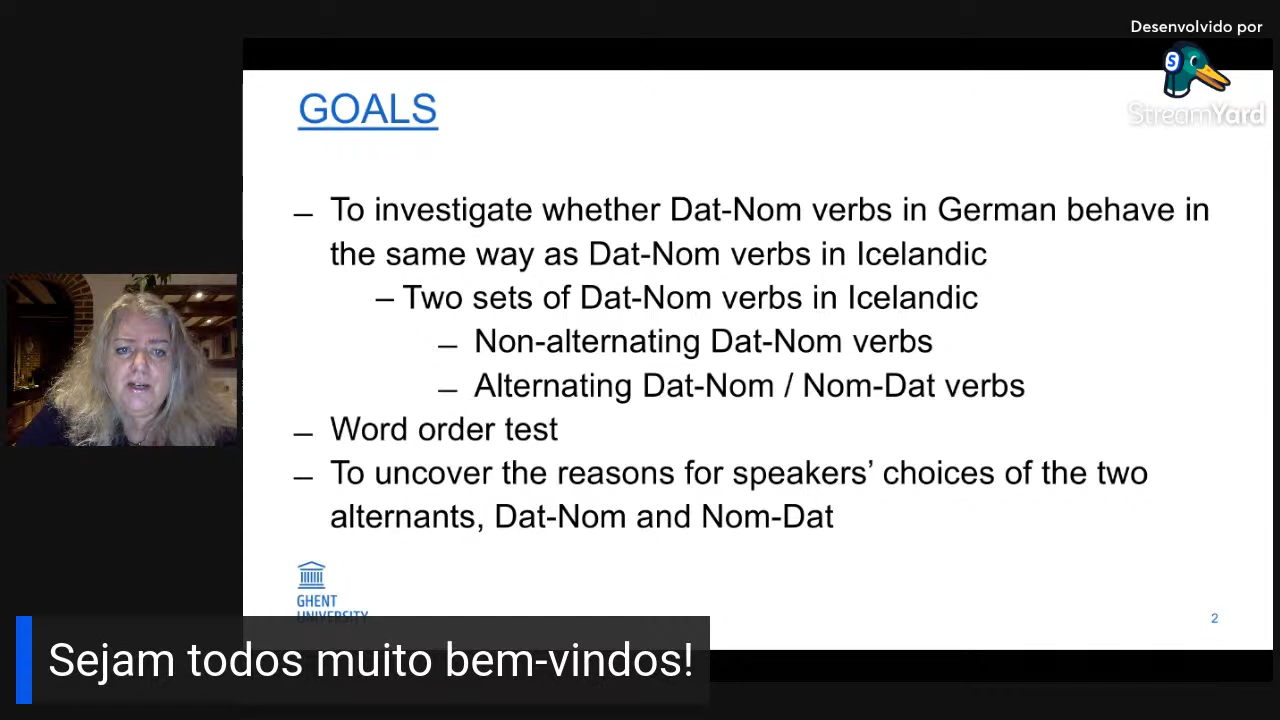 Desenvolvido por
StreamYard
GOALS
– To investigate whether Dat-Nom verbs in German behave in
the same way as Dat-Nom verbs in Icelandic
– Two sets of Dat-Nom verbs in Icelandic
– Non-alternating Dat-Nom verbs
– Alternating Dat-Nom / Nom-Dat verbs
– Word order test
– To uncover the reasons for speakers’ choices of the two
alternants, Dat-Nom and Nom-Dat
GHENT
UNIVERSITY
2
Sejam todos muito bem-vindos!